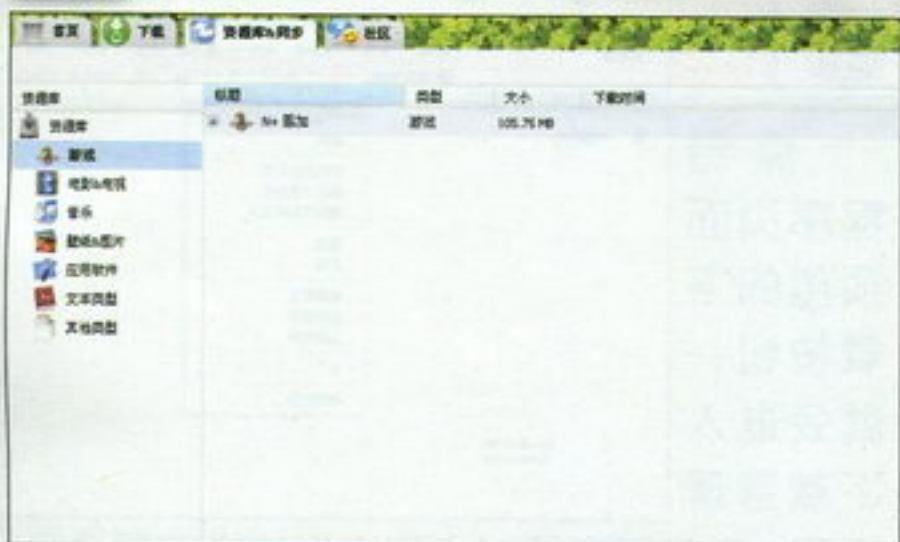 首页 下载 资源库&同步 社区
资源库 标题 类型 大小 下载时间
资源库 添加 游戏 105.75 MB
游戏
电影&电视
音乐
壁纸&图片
应用软件
文本类型
其他类型